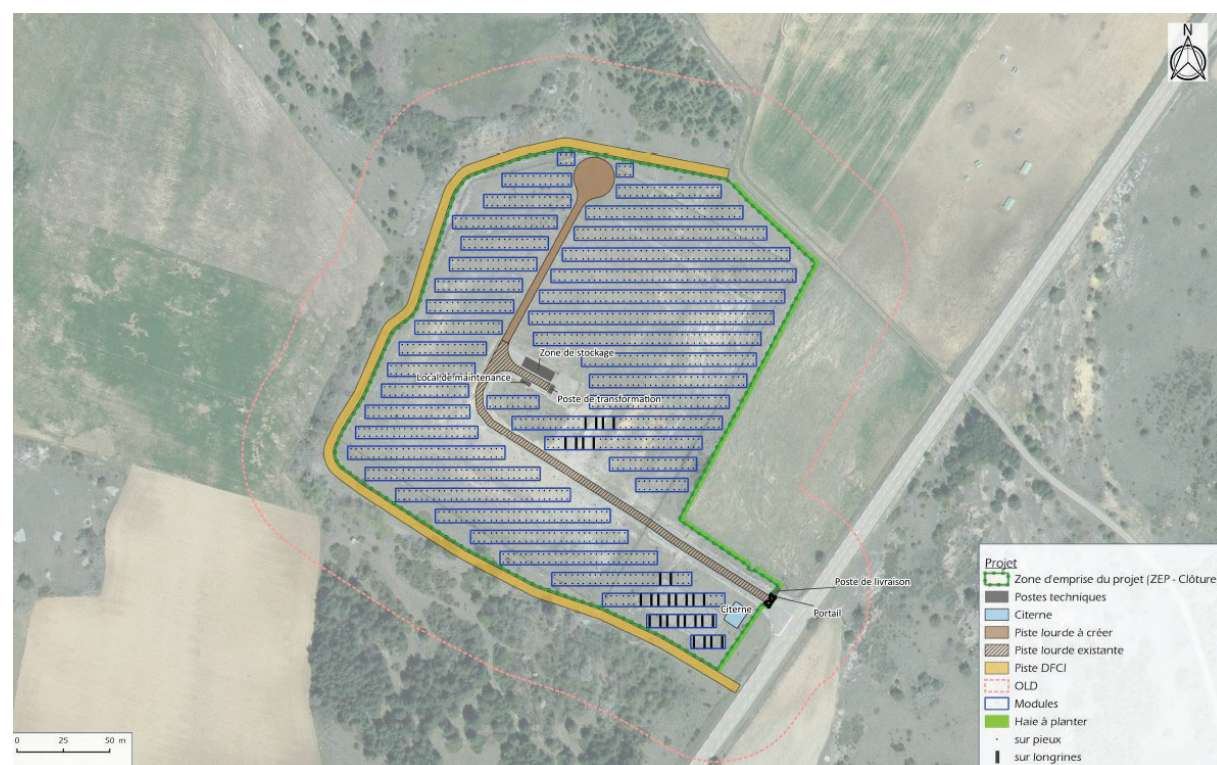 N
Zone de stockage
Local de maintenance
Poste de transformation
Poste de livraison
Citerne
Portail
Projet
Zone d'emprise du projet (ZEP - Clôture
Postes techniques
Citerne
Piste lourde à créer
Piste lourde existante
Piste DFCI
OLD
Modules
Haie à planter
sur pieux
sur longrines
0 25 50 m